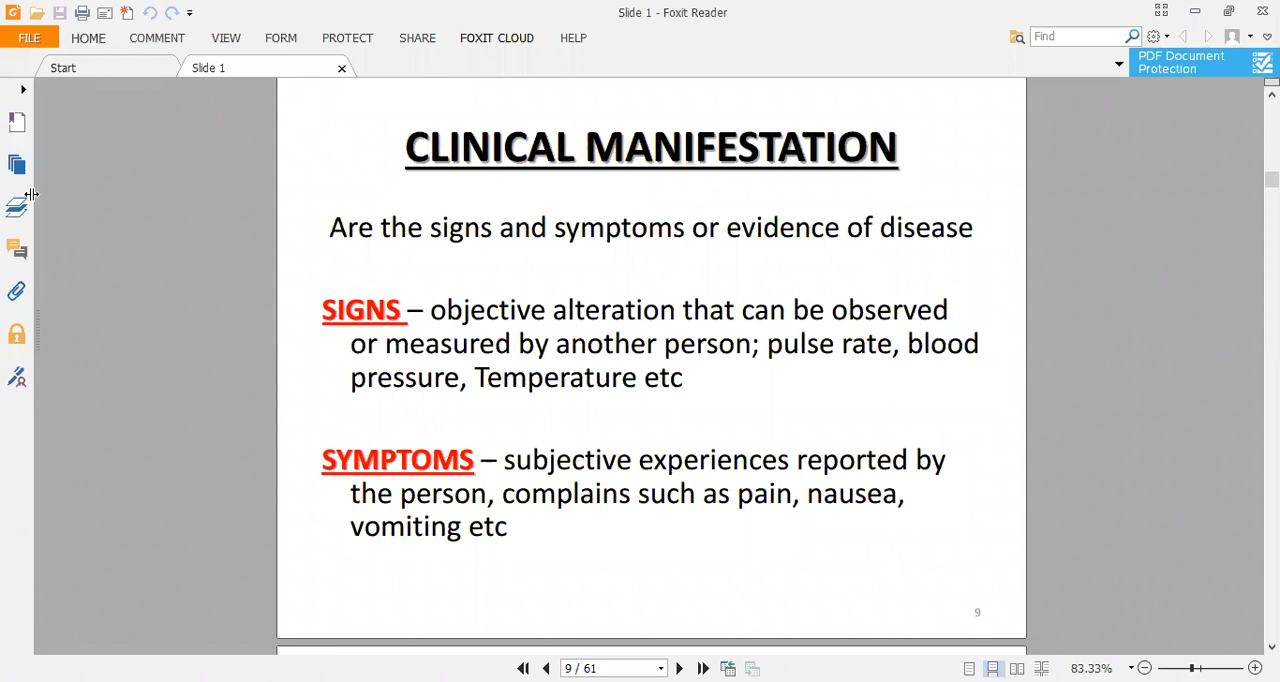 Slide 1 - Foxit Reader
FILE HOME COMMENT VIEW FORM PROTECT SHARE FOXIT CLOUD HELP
Find
Start
Slide 1
PDF Document
Protection
CLINICAL MANIFESTATION
Are the signs and symptoms or evidence of disease
SIGNS – objective alteration that can be observed
or measured by another person; pulse rate, blood
pressure, Temperature etc
SYMPTOMS – subjective experiences reported by
the person, complains such as pain, nausea,
vomiting etc
9
9 / 61
83.33%